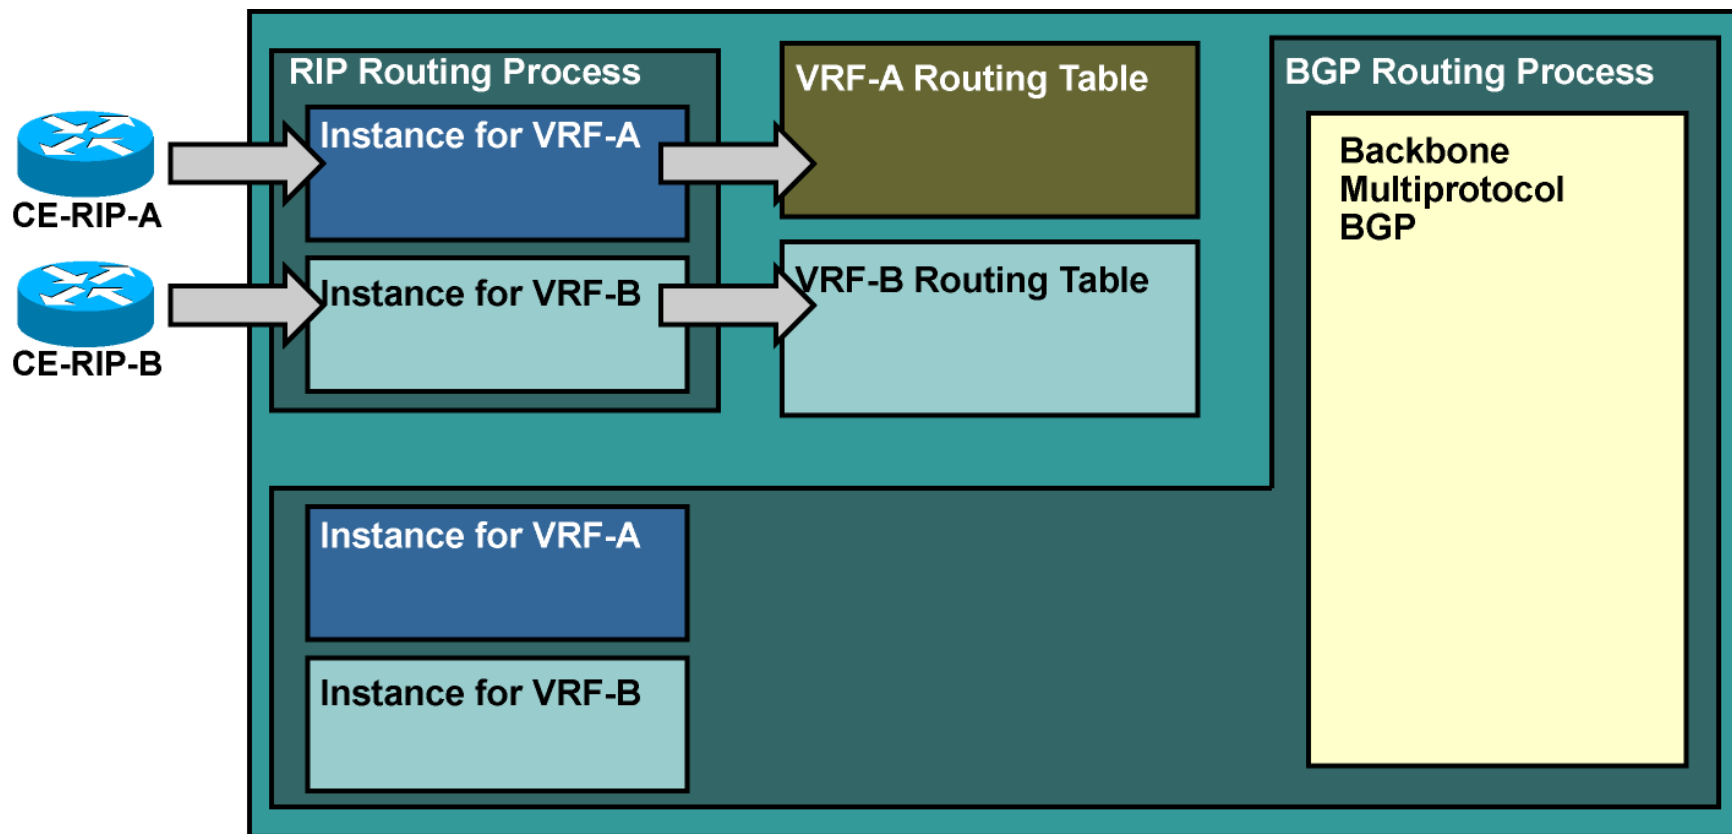 RIP Routing Process
VRF-A Routing Table
BGP Routing Process
Instance for VRF-A
CE-RIP-A
Backbone
Multiprotocol
BGP
Instance for VRF-B
VRF-B Routing Table
CE-RIP-B
Instance for VRF-A
Instance for VRF-B